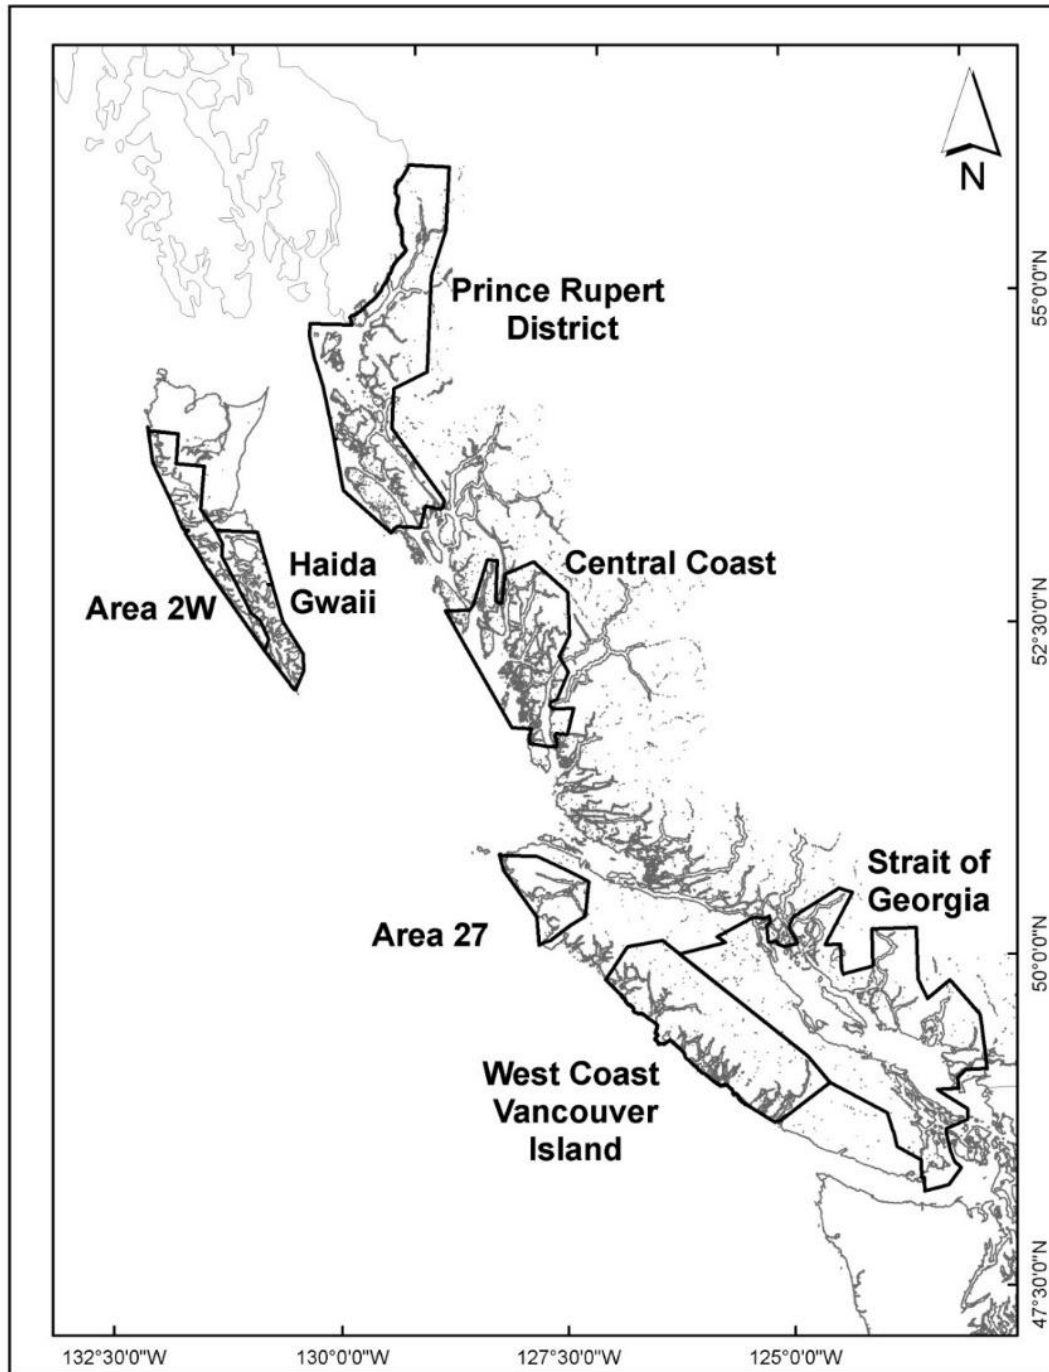 N
Prince Rupert
District
55°0'0"N
Haida
Gwaii
Area 2W
Central Coast
52°30'0"N
Strait of
Georgia
Area 27
50°0'0"N
West Coast
Vancouver
Island
47°30'0"N
132°30'0"W
130°0'0"W
127°30'0"W
125°0'0"W